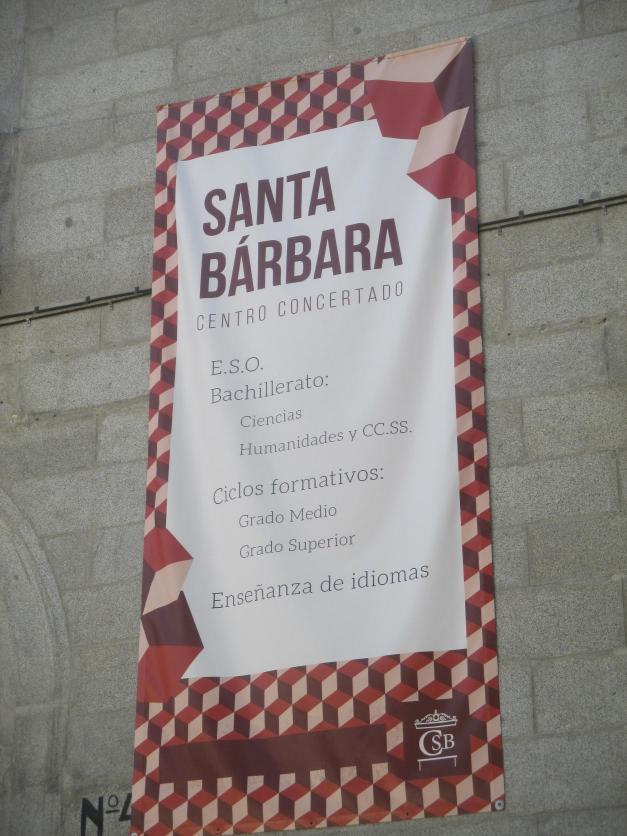 SANTA
BÁRBARA
CENTRO CONCERTADO
E.S.O.
Bachillerato:
Ciencias
Humanidades y CC.SS.
Ciclos formativos:
Grado Medio
Grado Superior
Enseñanza de idiomas
CSB
Nº4